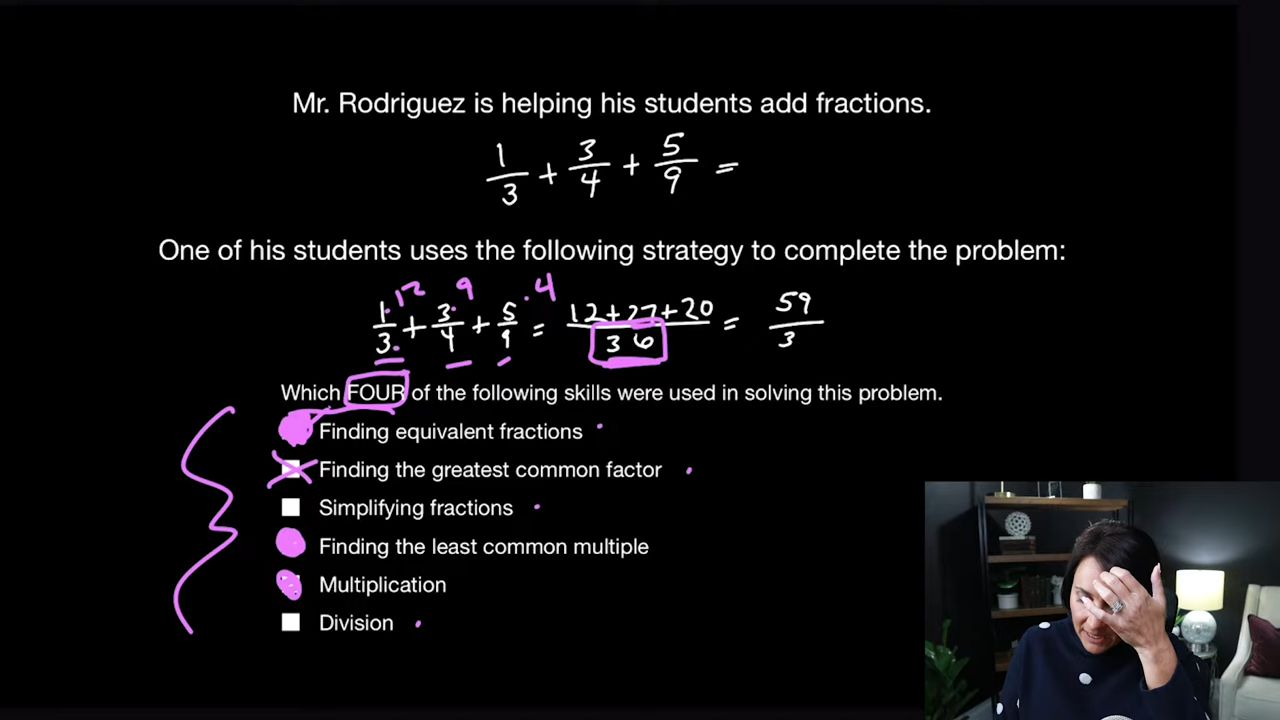 Mr. Rodriguez is helping his students add fractions.
1/3 + 3/4 + 5/9 =
One of his students uses the following strategy to complete the problem:
1·12/3· + 3·9/4 + 5·4/9 = 12+27+20/36 = 59/3
Which FOUR of the following skills were used in solving this problem.
Finding equivalent fractions
Finding the greatest common factor
Simplifying fractions
Finding the least common multiple
Multiplication
Division